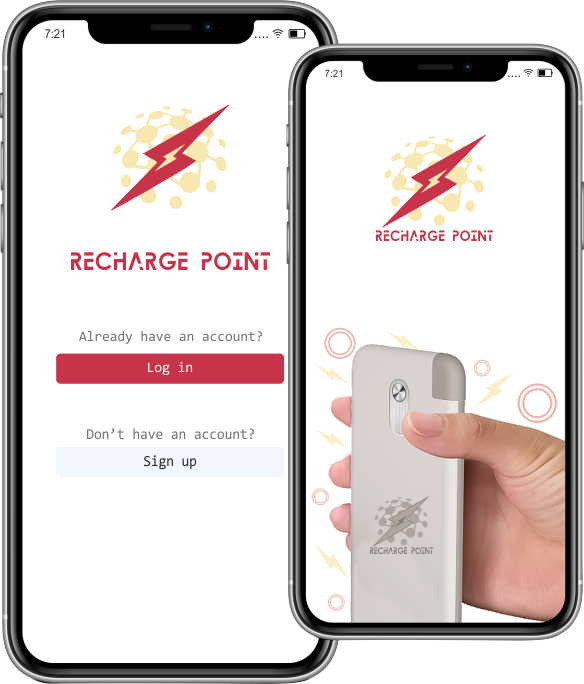 7:21
RECHARGE POINT
Already have an account?
Log in
Don’t have an account?
Sign up
7:21
RECHARGE POINT
RECHARGE POINT